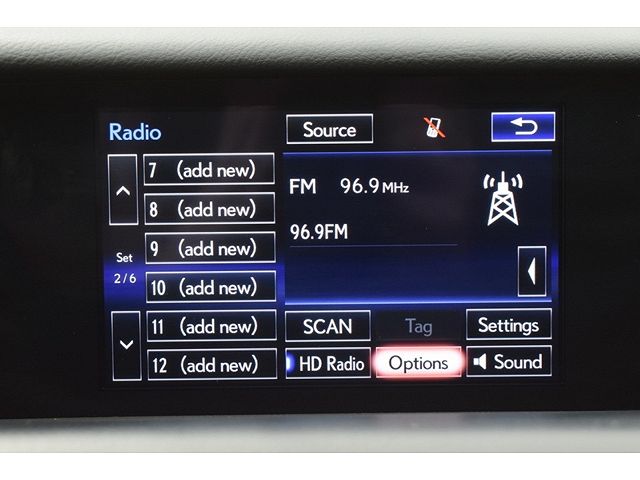 Radio
Source
7 (add new)
8 (add new)
9 (add new)
10 (add new)
11 (add new)
12 (add new)
Set
2/6
FM 96.9 MHz
96.9FM
SCAN
Tag
Settings
HD Radio
Options
Sound